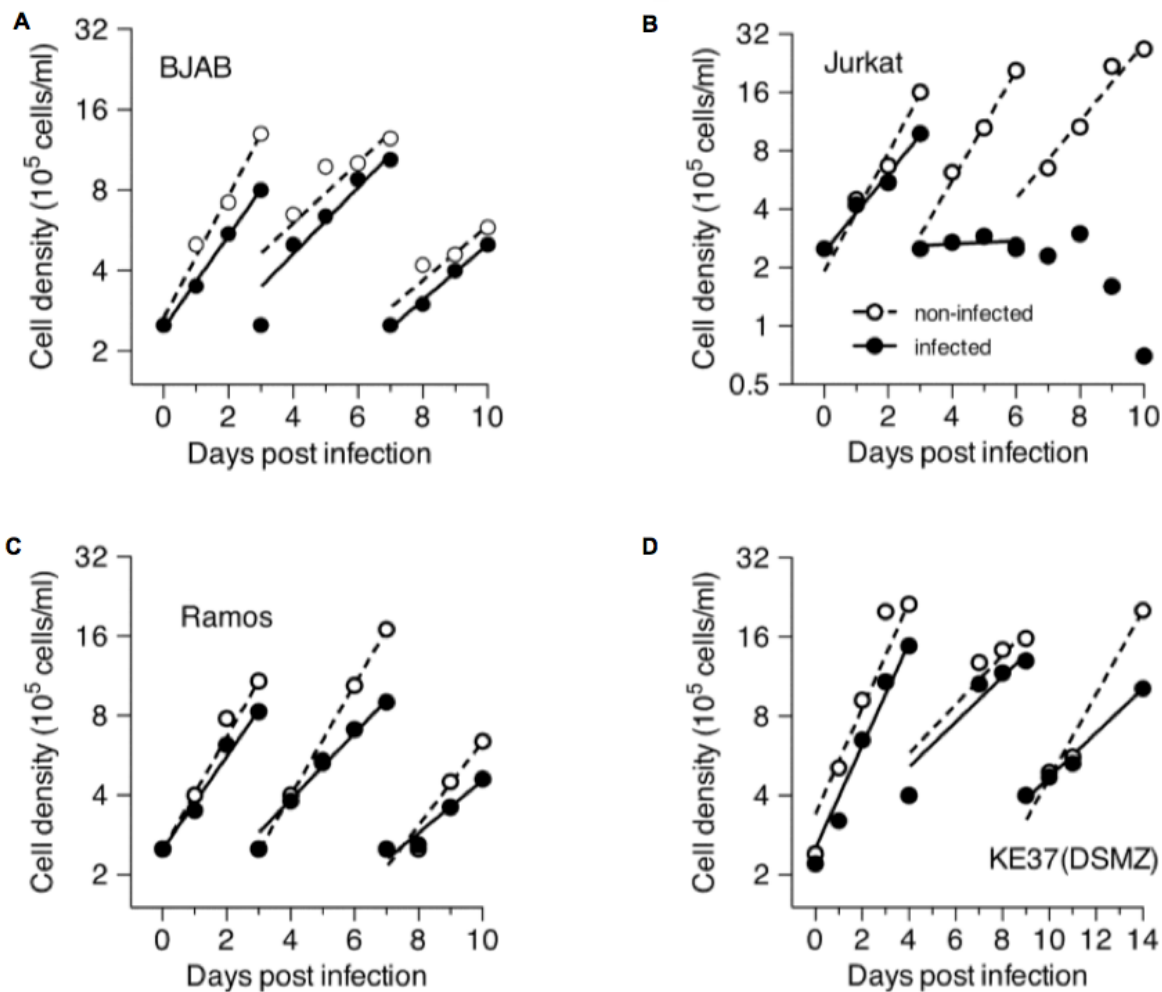 A
BJAB
Cell density (10⁵ cells/ml)
32
16
8
4
2
0 2 4 6 8 10
Days post infection
B
Jurkat
Cell density (10⁵ cells/ml)
32
16
8
4
2
1
0.5
non-infected
infected
0 2 4 6 8 10
Days post infection
C
Ramos
Cell density (10⁵ cells/ml)
32
16
8
4
2
0 2 4 6 8 10
Days post infection
D
Cell density (10⁵ cells/ml)
32
16
8
4
2
KE37(DSMZ)
0 2 4 6 8 10 12 14
Days post infection